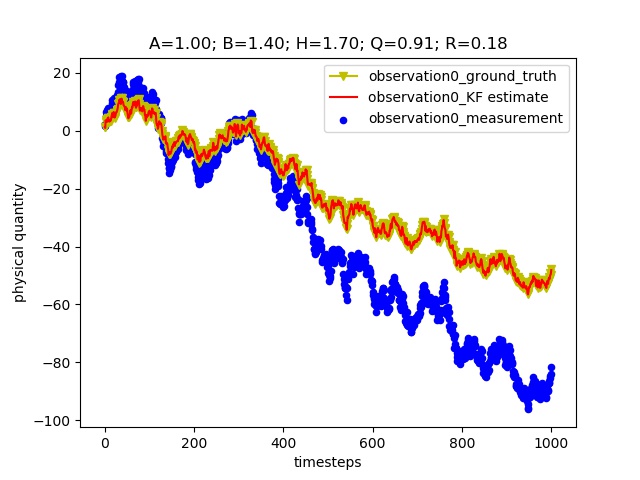 A=1.00; B=1.40; H=1.70; Q=0.91; R=0.18
observation0_ground_truth
observation0_KF estimate
observation0_measurement
20
0
−20
−40
−60
−80
−100
physical quantity
0 200 400 600 800 1000
timesteps